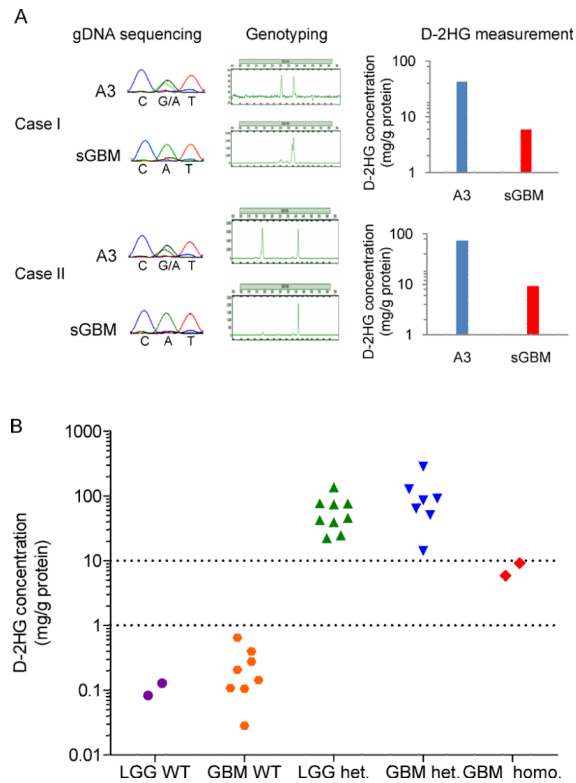 A
gDNA sequencing
Genotyping
D-2HG measurement
Case I
A3
C G/A T
sGBM
C A T
D-2HG concentration
(mg/g protein)
100
10
1
A3 sGBM
Case II
A3
C G/A T
sGBM
C A T
D-2HG concentration
(mg/g protein)
100
10
1
A3 sGBM
B
D-2HG concentration
(mg/g protein)
1000
100
10
1
0.1
0.01
LGG WT GBM WT LGG het. GBM het. GBM homo.